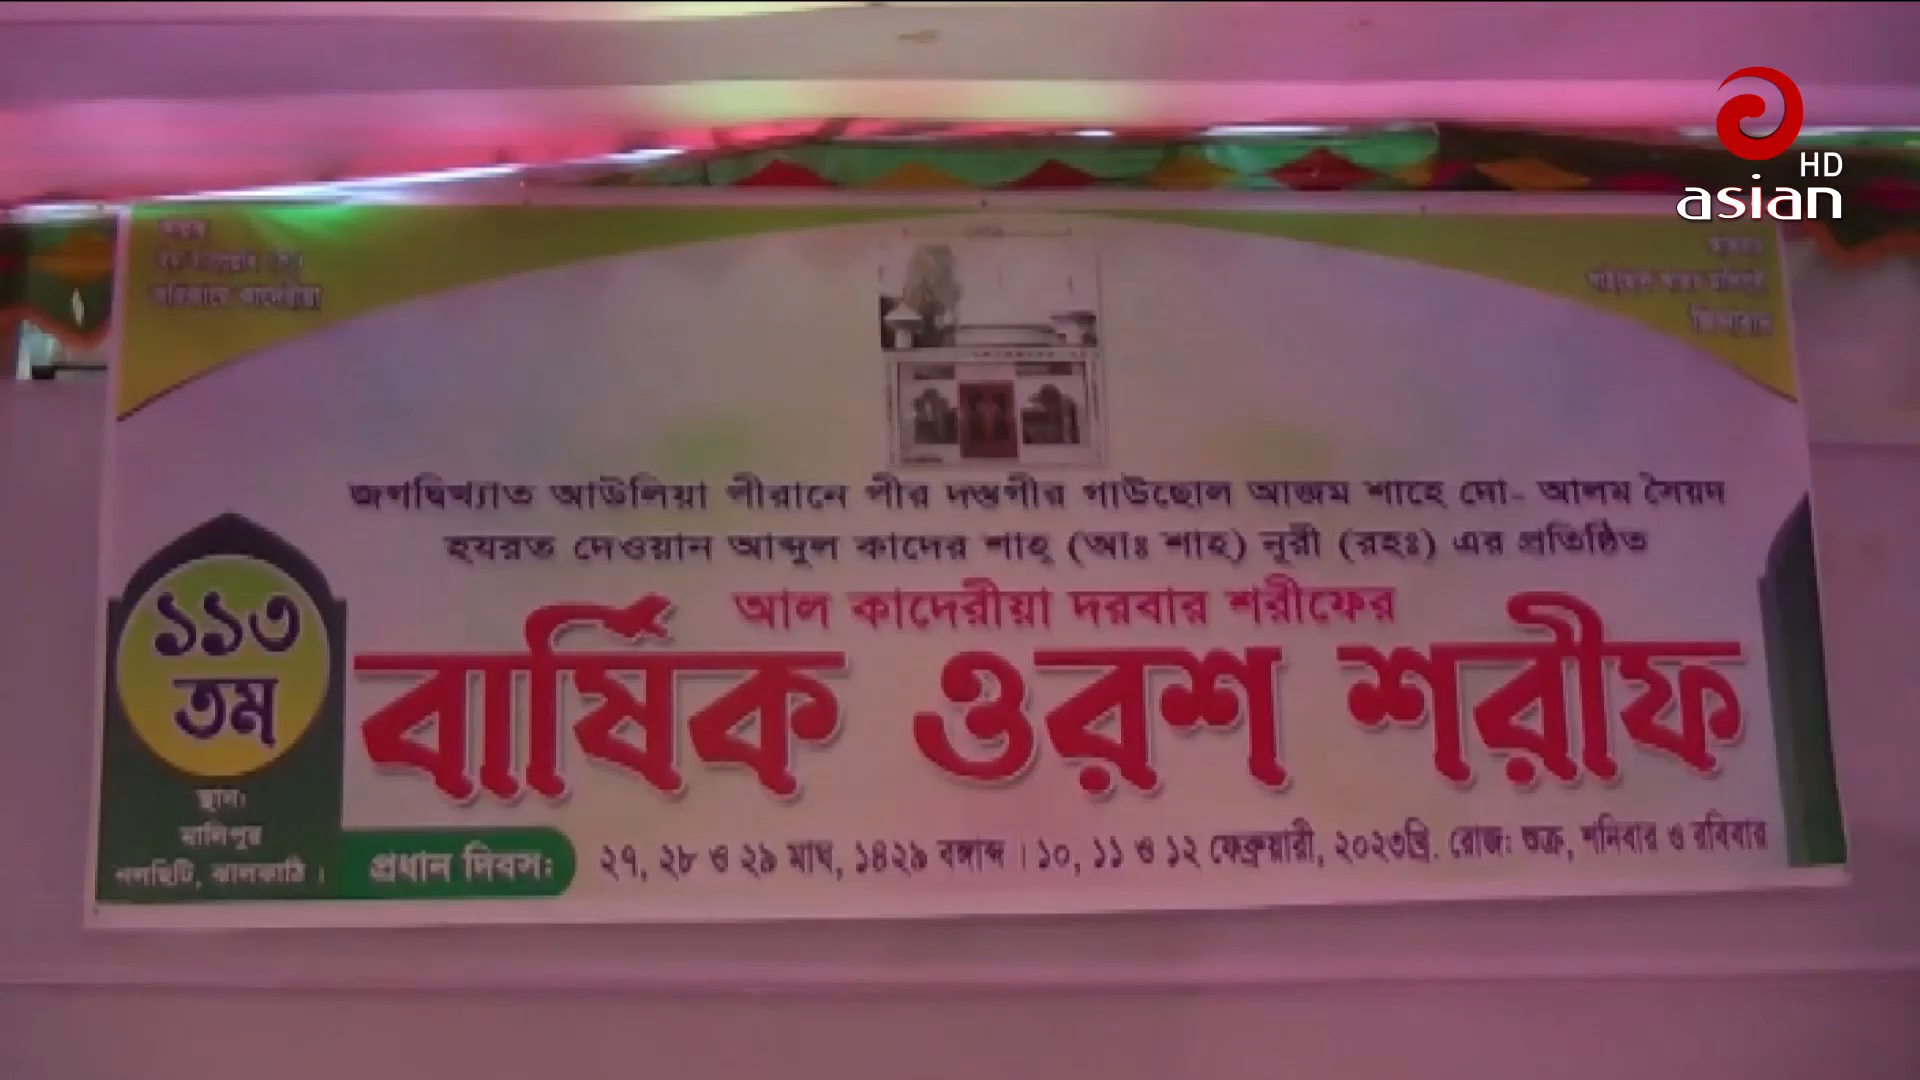 HD
asian
জগদ্বিখ্যাত আউলিয়া পীরানে পীর দস্তগীর গাউছোল আজম শাহে দো- আলম সৈয়দ
হযরত দেওয়ান আব্দুল কাদের শাহ্ (আঃ শাহ) নূরী (রহঃ) এর প্রতিষ্ঠিত
আল কাদেরীয়া দরবার শরীফের
১১৩
তম
বার্ষিক ওরশ শরীফ
স্থান:
মালিপুর
নলছিটি, ঝালকাঠি।
প্রধান দিবস: ২৭, ২৮ ও ২৯ মাঘ, ১৪২৯ বঙ্গাব্দ। ১০, ১১ ও ১২ ফেব্রুয়ারী, ২০২৩খ্রি. রোজ: শুক্র, শনিবার ও রবিবার